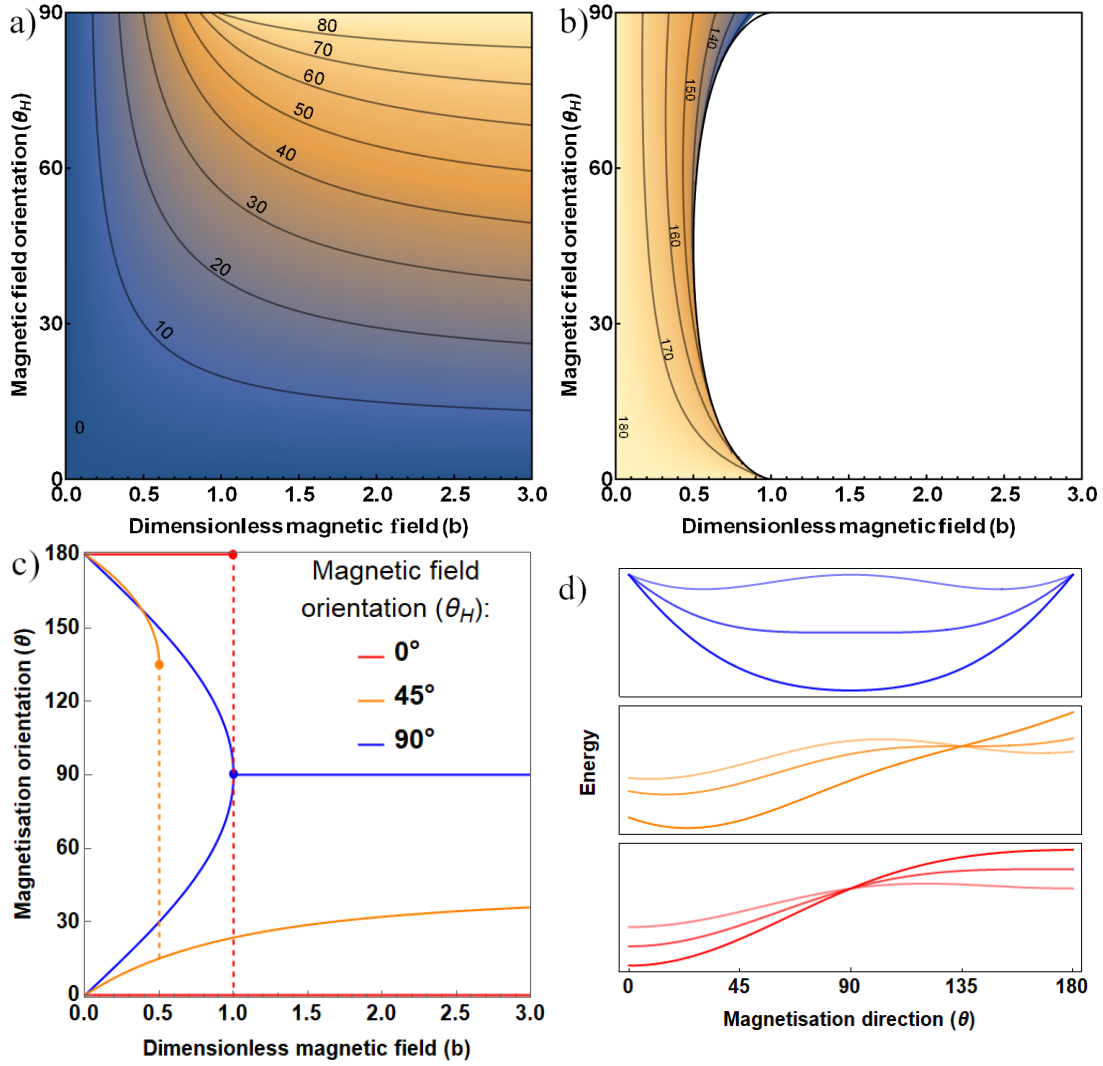 a)
Magnetic field orientation (θH)
90
60
30
0
80
70
60
50
40
30
20
10
0
0.0 0.5 1.0 1.5 2.0 2.5 3.0
Dimensionless magnetic field (b)
b)
Magnetic field orientation (θH)
90
60
30
0
140
150
160
170
180
0.0 0.5 1.0 1.5 2.0 2.5 3.0
Dimensionless magnetic field (b)
c)
Magnetisation orientation (θ)
180
150
120
90
60
30
0
Magnetic field
orientation (θH):
0°
45°
90°
0.0 0.5 1.0 1.5 2.0 2.5 3.0
Dimensionless magnetic field (b)
d)
Energy
0 45 90 135 180
Magnetisation direction (θ)